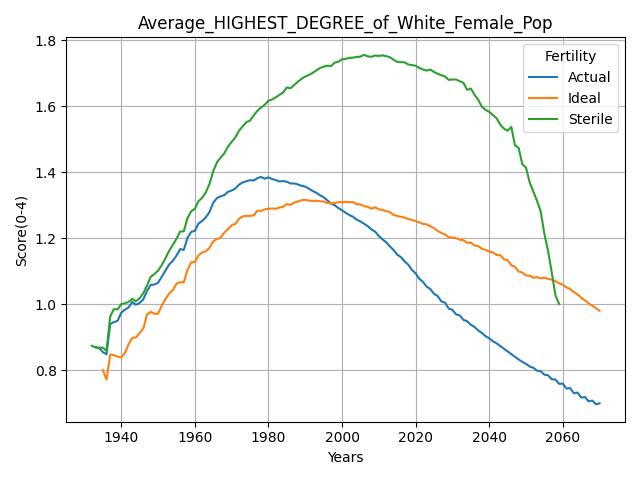 Average_HIGHEST_DEGREE_of_White_Female_Pop
Fertility
Actual
Ideal
Sterile
Score(0-4)
1.8
1.6
1.4
1.2
1.0
0.8
1940 1960 1980 2000 2020 2040 2060
Years